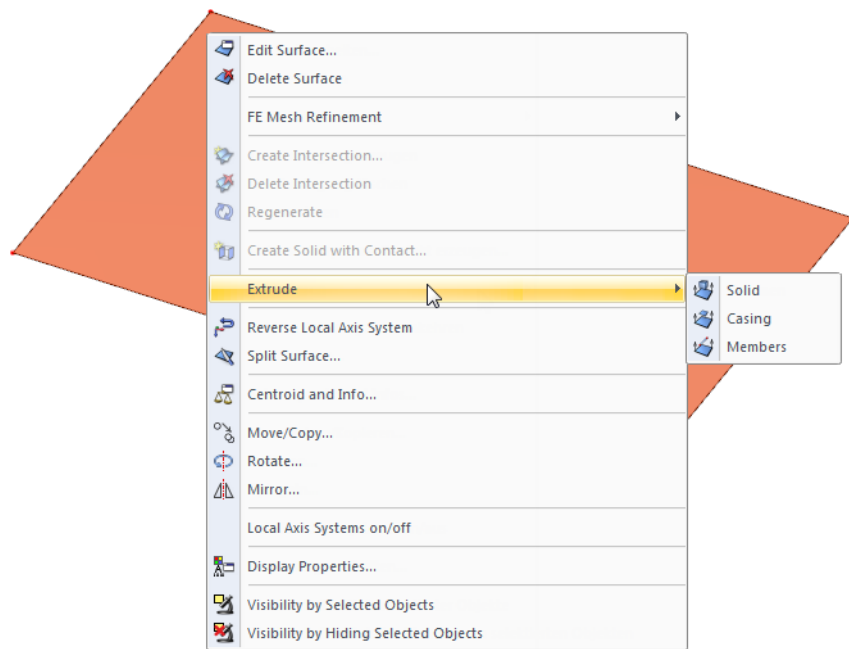 Edit Surface...
Delete Surface
FE Mesh Refinement
Create Intersection...
Delete Intersection
Regenerate
Create Solid with Contact...
Extrude
Solid
Casing
Members
Reverse Local Axis System
Split Surface...
Centroid and Info...
Move/Copy...
Rotate...
Mirror...
Local Axis Systems on/off
Display Properties...
Visibility by Selected Objects
Visibility by Hiding Selected Objects